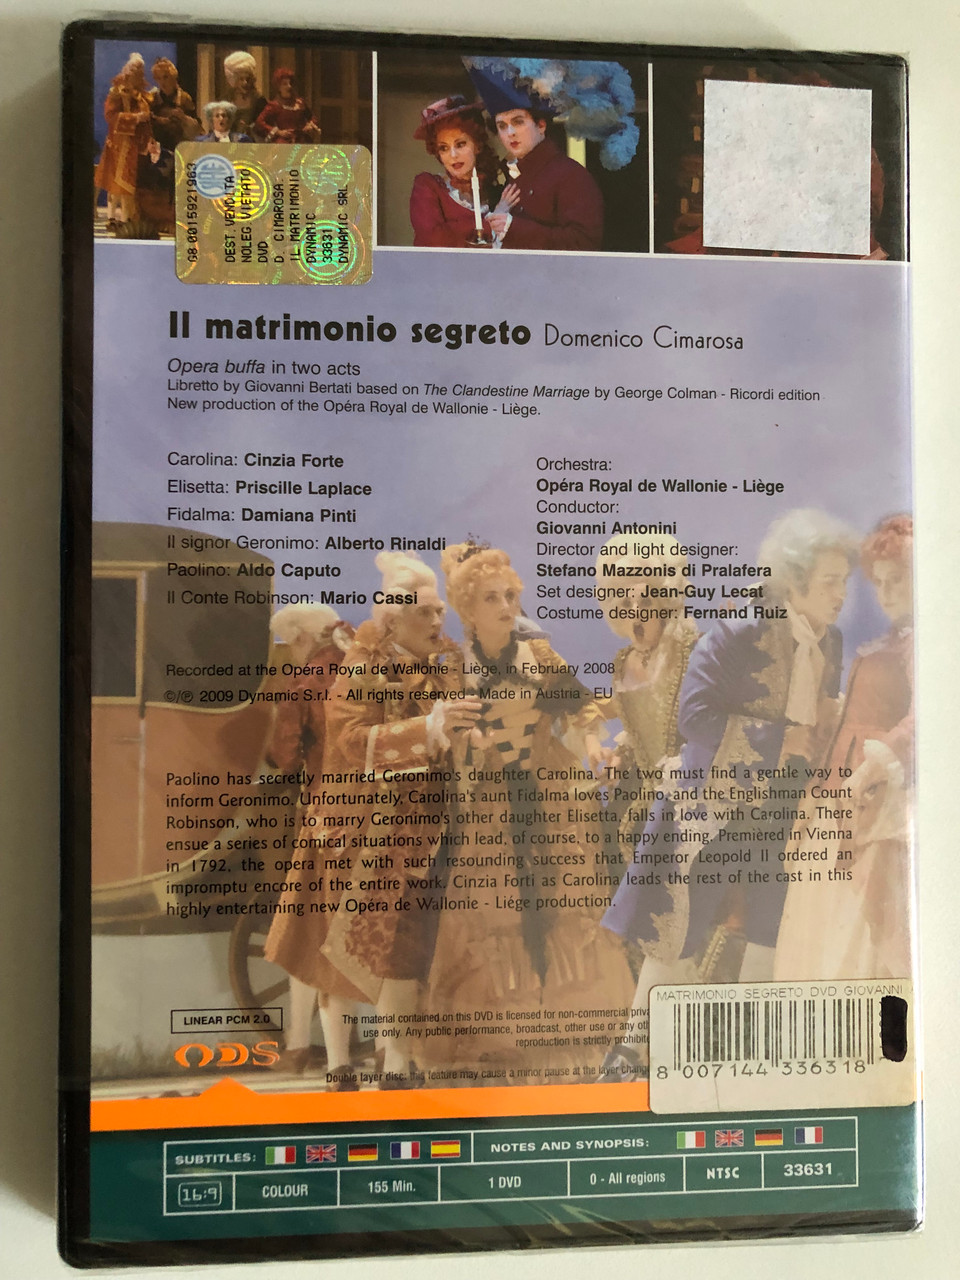 G8 0015921963
DEST.VENDITA
NOLEG.VIETATO
DVD
D. CIMAROSA:
IL MATRIMONIO
DYNAMIC
33631
DYNAMIC SRL
Il matrimonio segreto Domenico Cimarosa
Opera buffa in two acts
Libretto by Giovanni Bertati based on The Clandestine Marriage by George Colman - Ricordi edition
New production of the Opéra Royal de Wallonie - Liège.
Carolina: Cinzia Forte
Elisetta: Priscille Laplace
Fidalma: Damiana Pinti
Il signor Geronimo: Alberto Rinaldi
Paolino: Aldo Caputo
Il Conte Robinson: Mario Cassi
Orchestra:
Opéra Royal de Wallonie - Liège
Conductor:
Giovanni Antonini
Director and light designer:
Stefano Mazzonis di Pralafera
Set designer: Jean-Guy Lecat
Costume designer: Fernand Ruiz
Recorded at the Opéra Royal de Wallonie - Liège, in February 2008
©/℗ 2009 Dynamic S.r.l. - All rights reserved - Made in Austria - EU
Paolino has secretly married Geronimo's daughter Carolina. The two must find a gentle way to
inform Geronimo. Unfortunately, Carolina's aunt Fidalma loves Paolino, and the Englishman Count
Robinson, who is to marry Geronimo's other daughter Elisetta, falls in love with Carolina. There
ensue a series of comical situations which lead, of course, to a happy ending. Premièred in Vienna
in 1792, the opera met with such resounding success that Emperor Leopold II ordered an
impromptu encore of the entire work. Cinzia Forti as Carolina leads the rest of the cast in this
highly entertaining new Opéra de Wallonie - Liége production.
LINEAR PCM 2.0
ODS
The material contained on this DVD is licensed for non-commercial priva
use only. Any public performance, broadcast, other use or any ot
reproduction is strictly prohibite
Double layer disc: this feature may cause a minor pause at the layer change
MATRIMONIO SEGRETO DVD GIOVANNI
8 007144 336318
SUBTITLES:
NOTES AND SYNOPSIS:
16:9
COLOUR
155 Min.
1 DVD
0 - All regions
NTSC
33631